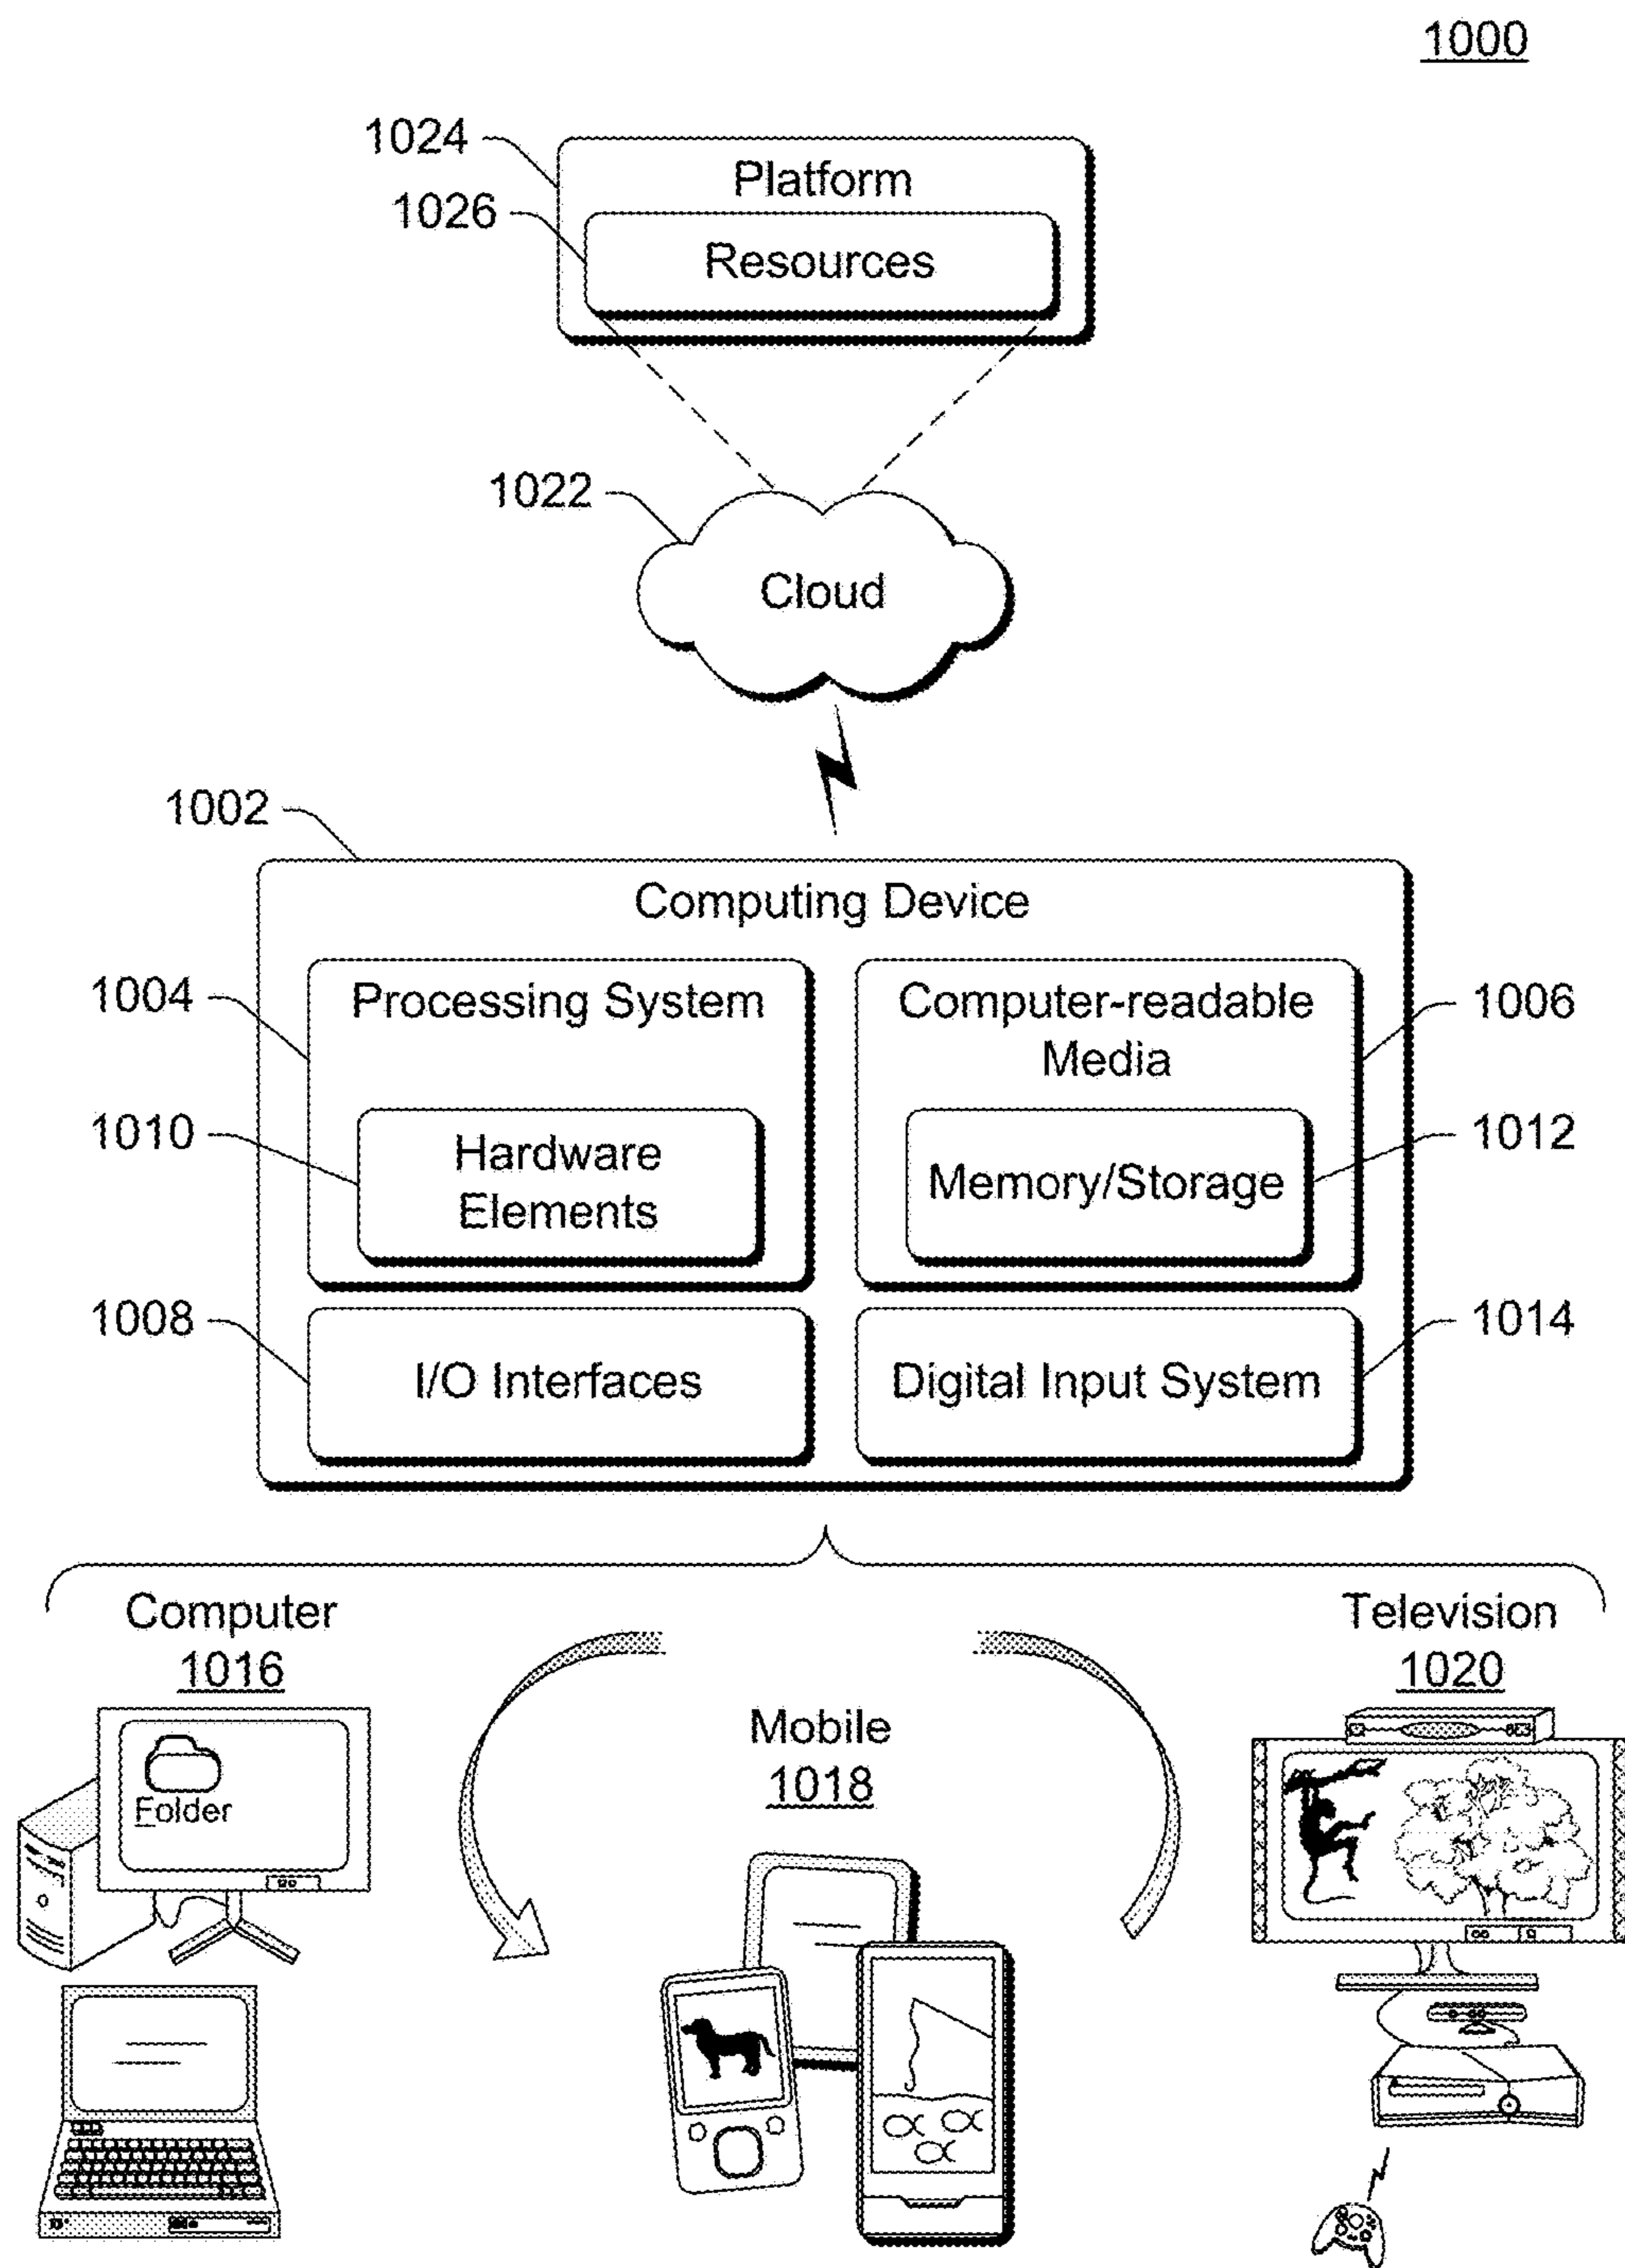 1000
1024
Platform
1026
Resources
1022
Cloud
1002
Computing Device
1004
Processing System
Computer-readable
Media
1006
1010
Hardware
Elements
Memory/Storage
1012
1008
I/O Interfaces
Digital Input System
1014
Computer
1016
Folder
Mobile
1018
Television
1020